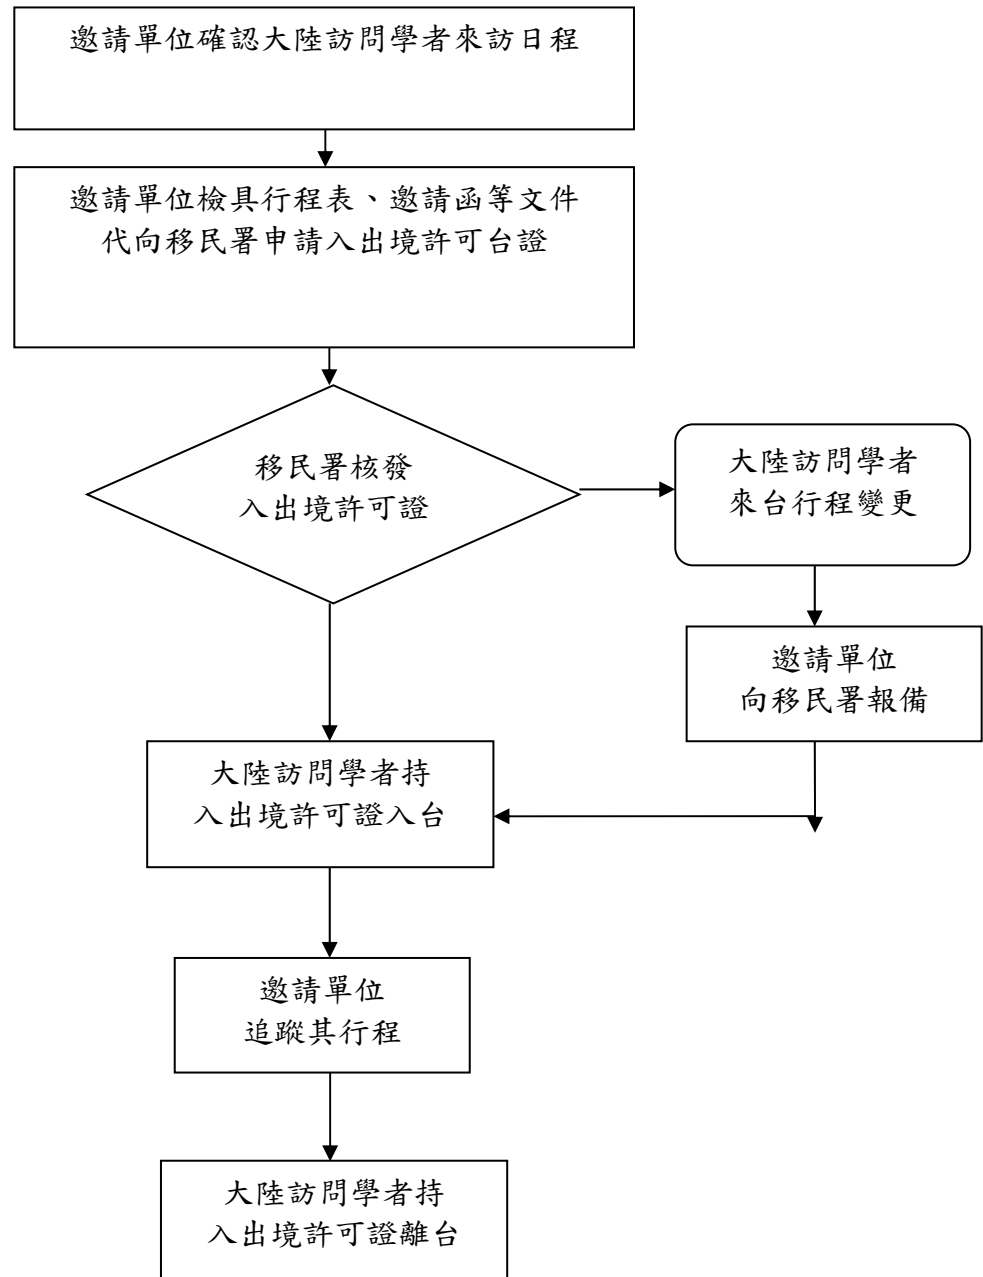 邀請單位確認大陸訪問學者來訪日程
邀請單位檢具行程表、邀請函等文件
代向移民署申請入出境許可台證
移民署核發
入出境許可證
大陸訪問學者
來台行程變更
邀請單位
向移民署報備
大陸訪問學者持
入出境許可證入台
邀請單位
追蹤其行程
大陸訪問學者持
入出境許可證離台